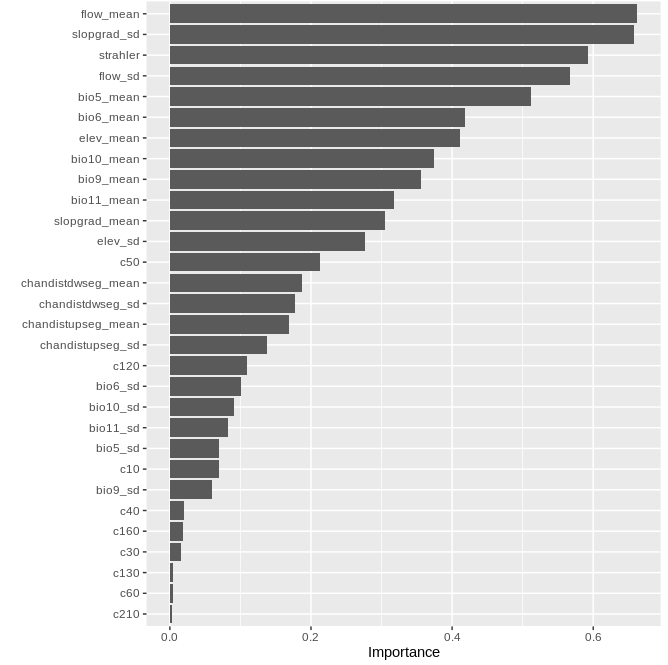 flow_mean
slopgrad_sd
strahler
flow_sd
bio5_mean
bio6_mean
elev_mean
bio10_mean
bio9_mean
bio11_mean
slopgrad_mean
elev_sd
c50
chandistdwseg_mean
chandistdwseg_sd
chandistupseg_mean
chandistupseg_sd
c120
bio6_sd
bio10_sd
bio11_sd
bio5_sd
c10
bio9_sd
c40
c160
c30
c130
c60
c210
0.0 0.2 0.4 0.6
Importance